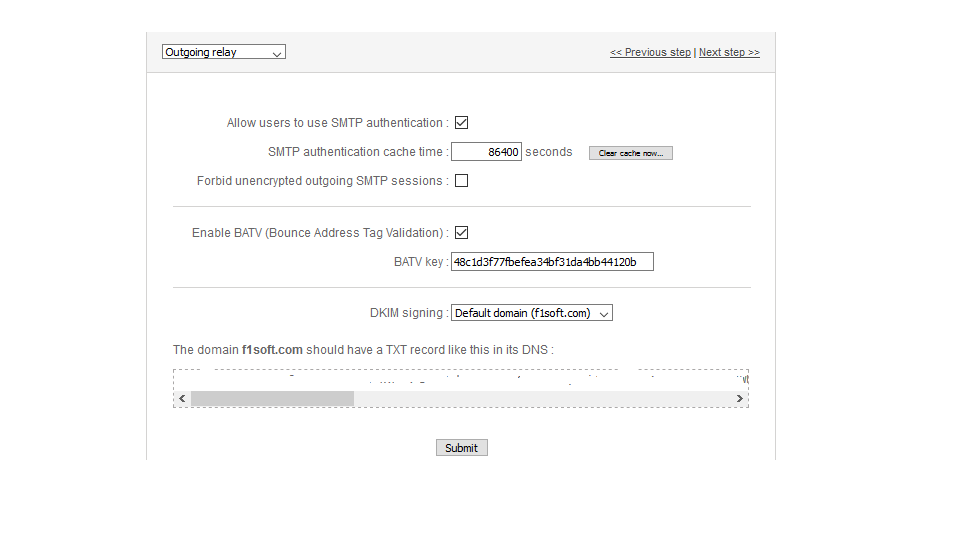 Outgoing relay
<< Previous step | Next step >>
Allow users to use SMTP authentication :
SMTP authentication cache time : 86400 seconds Clear cache now...
Forbid unencrypted outgoing SMTP sessions :
Enable BATV (Bounce Address Tag Validation) :
BATV key : 48c1d3f77fbefea34bf31da4bb44120b
DKIM signing : Default domain (f1soft.com)
The domain f1soft.com should have a TXT record like this in its DNS :
Submit